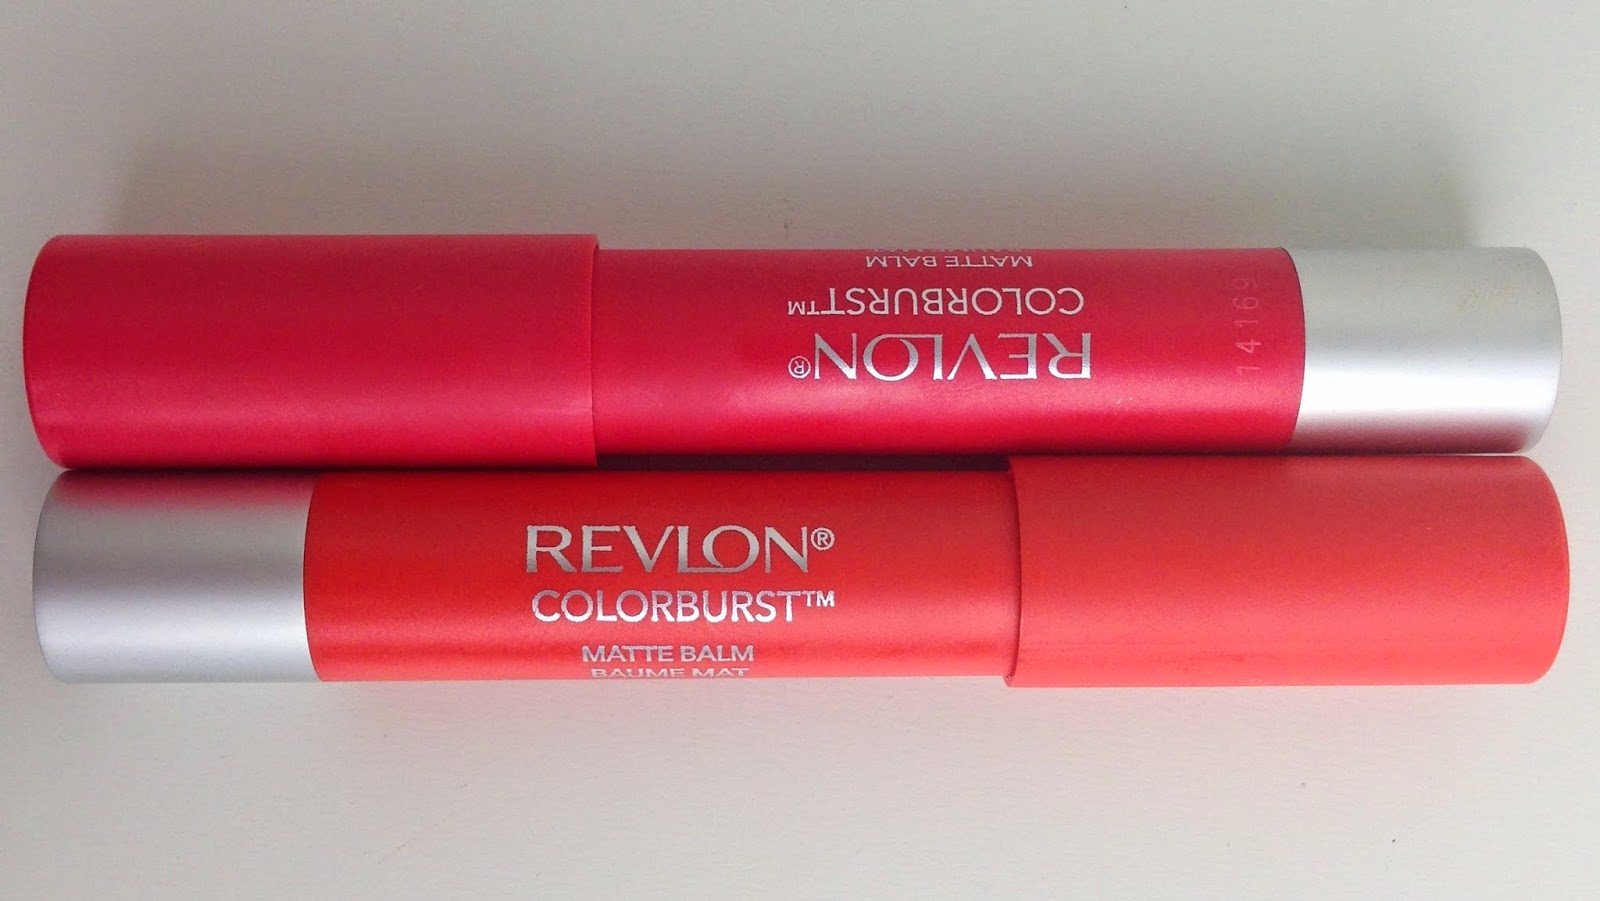 REVLON®
COLORBURST™
MATTE BALM
14169
REVLON®
COLORBURST™
MATTE BALM
BAUME MAT